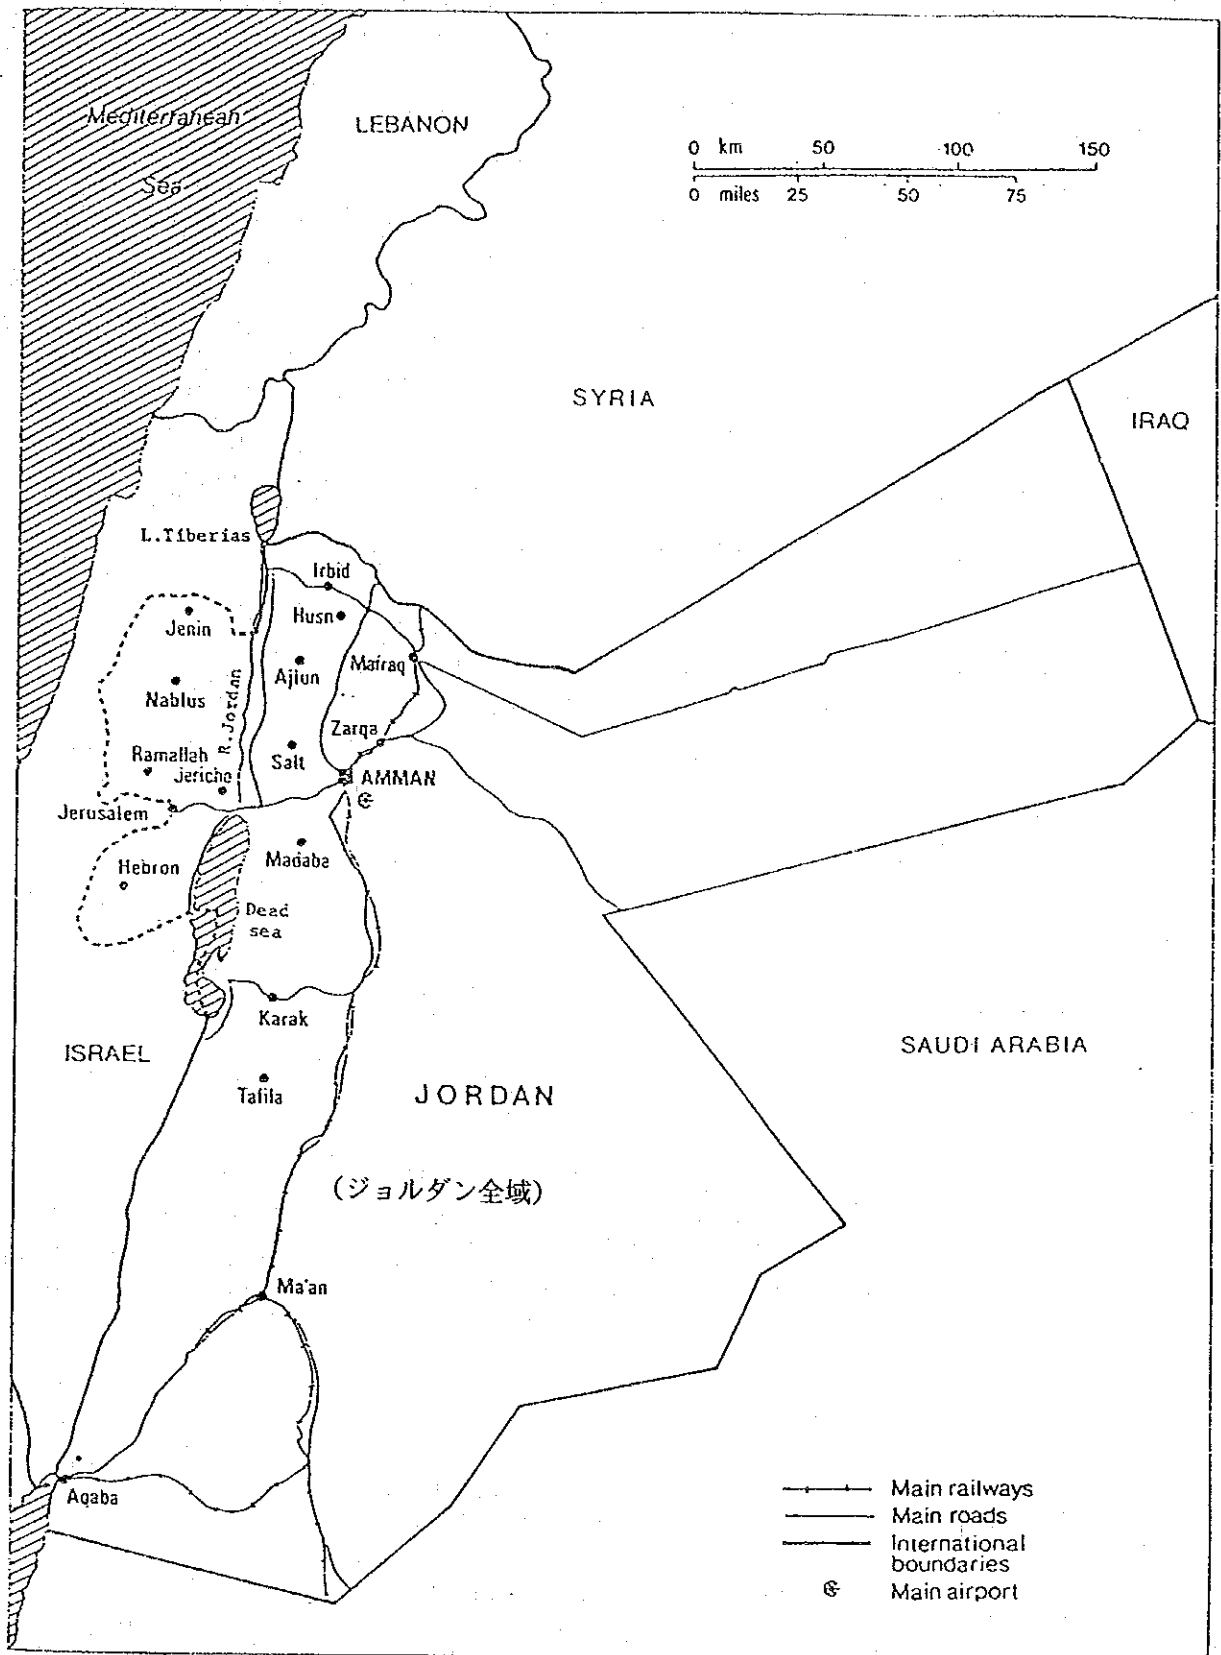 Mediterranean
Sea
LEBANON
0 km 50 100 150
0 miles 25 50 75
SYRIA
IRAQ
L.Tiberias
Irbid
Husn
Jenin
Ajlun
Mafraq
Nablus
R.Jordan
Zarqa
Ramallah
Jericho
Salt
AMMAN
Jerusalem
Madaba
Hebron
Dead
sea
Karak
ISRAEL
SAUDI ARABIA
Tafila
JORDAN
(ジョルダン全域)
Ma'an
Aqaba
Main railways
Main roads
International
boundaries
Main airport